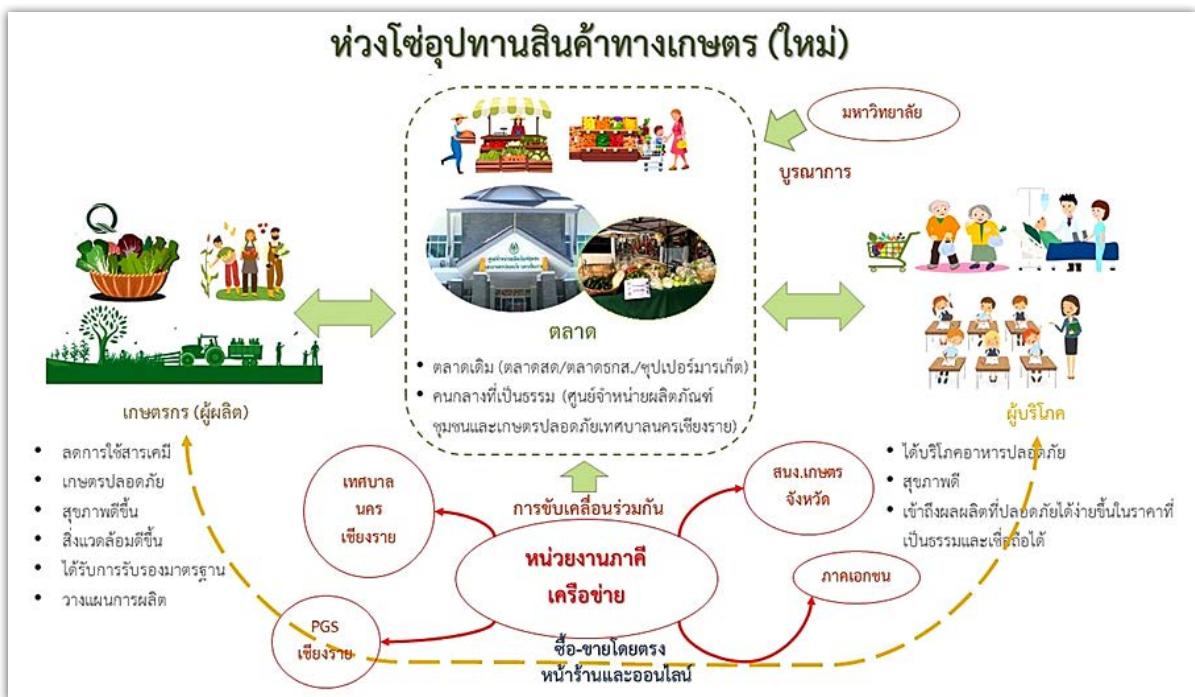 ห่วงโซ่อุปทานสินค้าทางเกษตร (ใหม่)
มหาวิทยาลัย
บูรณาการ
Q
ตลาด
• ตลาดเดิม (ตลาดสด/ตลาดธกส./ซุปเปอร์มารเก็ต)
• คนกลางที่เป็นธรรม (ศูนย์จำหน่ายผลิตภัณฑ์
ชุมชนและเกษตรปลอดภัยเทศบาลนครเชียงราย)
เกษตรกร (ผู้ผลิต)
• ลดการใช้สารเคมี
• เกษตรปลอดภัย
• สุขภาพดีขึ้น
• สิ่งแวดล้อมดีขึ้น
• ได้รับการรับรองมาตรฐาน
• วางแผนการผลิต
ผู้บริโภค
• ได้บริโภคอาหารปลอดภัย
• สุขภาพดี
• เข้าถึงผลผลิตที่ปลอดภัยได้ง่ายขึ้นในราคาที่
เป็นธรรมและเชื่อถือได้
การขับเคลื่อนร่วมกัน
หน่วยงานภาคี
เครือข่าย
เทศบาล
นคร
เชียงราย
สนง.เกษตร
จังหวัด
PGS
เชียงราย
ภาคเอกชน
ซื้อ-ขายโดยตรง
หน้าร้านและออนไลน์